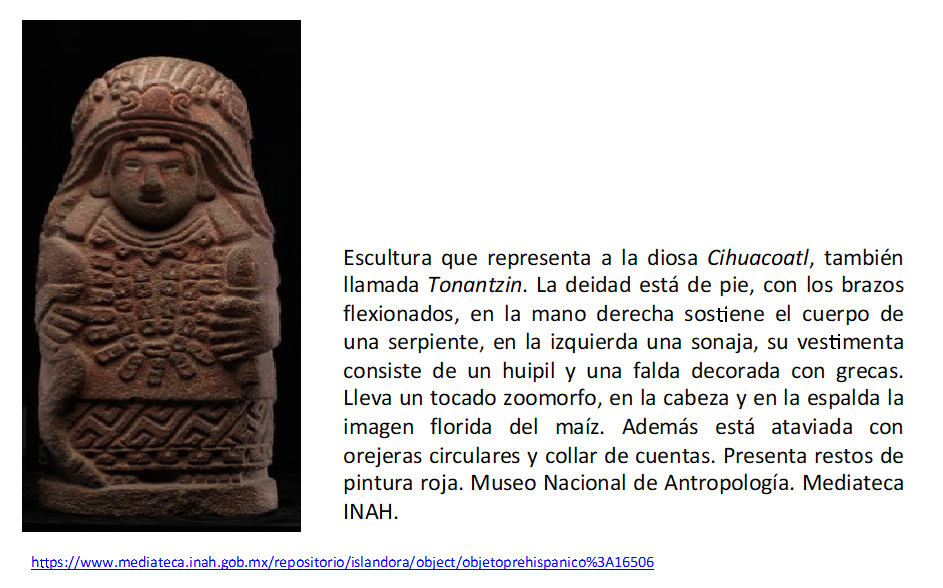 Escultura que representa a la diosa Cihuacoatl, también
llamada Tonantzin. La deidad está de pie, con los brazos
flexionados, en la mano derecha sostiene el cuerpo de
una serpiente, en la izquierda una sonaja, su vestimenta
consiste de un huipil y una falda decorada con grecas.
Lleva un tocado zoomorfo, en la cabeza y en la espalda la
imagen florida del maíz. Además está ataviada con
orejeras circulares y collar de cuentas. Presenta restos de
pintura roja. Museo Nacional de Antropología. Mediateca
INAH.
https://www.mediateca.inah.gob.mx/repositorio/islandora/object/objetoprehispanico%3A16506